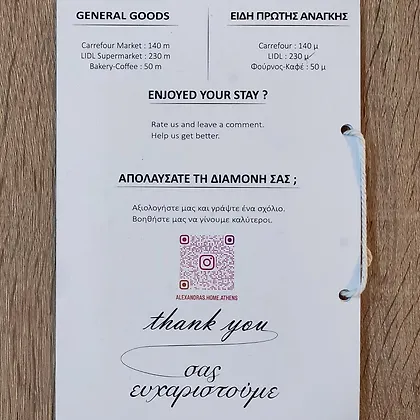 GENERAL GOODS
Carrefour Market : 140 m
LIDL Supermarket : 230 m
Bakery-Coffee : 50 m
ΕΙΔΗ ΠΡΩΤΗΣ ΑΝΑΓΚΗΣ
Carrefour : 140 μ
LIDL : 230 μ
Φούρνος-Καφέ : 50 μ
ENJOYED YOUR STAY ?
Rate us and leave a comment.
Help us get better.
ΑΠΟΛΑΥΣΑΤΕ ΤΗ ΔΙΑΜΟΝΗ ΣΑΣ ;
Αξιολογήστε μας και γράψτε ένα σχόλιο.
Βοηθήστε μας να γίνουμε καλύτεροι.
ALEXANDRAS.HOME.ATHENS
thank you
σας
ευχαριστούμε